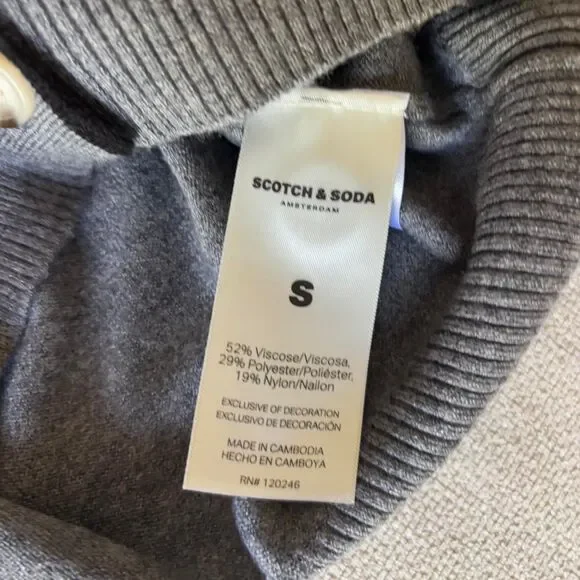 SCOTCH & SODA
AMSTERDAM
S
52% Viscose/Viscosa,
29% Polyester/Poliéster,
19% Nylon/Nailon
EXCLUSIVE OF DECORATION
EXCLUSIVO DE DECORACIÓN
MADE IN CAMBODIA
HECHO EN CAMBOYA
RN# 120246